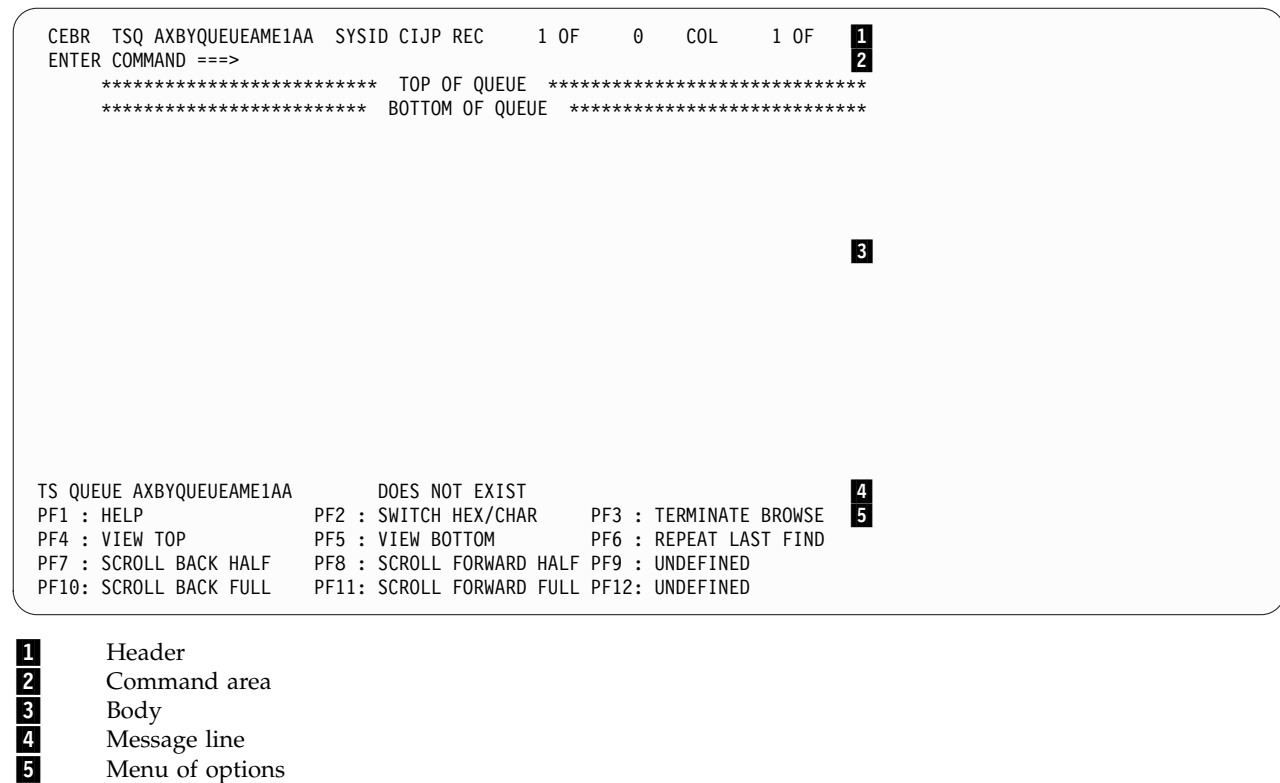 CEBR  TSQ AXBYQUEUEAME1AA  SYSID CIJP REC     1 OF     0    COL     1 OF    1
ENTER COMMAND ===>    2
************************** TOP OF QUEUE ******************************
************************* BOTTOM OF QUEUE ****************************
3
TS QUEUE AXBYQUEUEAME1AA        DOES NOT EXIST    4
PF1 : HELP                PF2 : SWITCH HEX/CHAR     PF3 : TERMINATE BROWSE    5
PF4 : VIEW TOP            PF5 : VIEW BOTTOM         PF6 : REPEAT LAST FIND
PF7 : SCROLL BACK HALF    PF8 : SCROLL FORWARD HALF PF9 : UNDEFINED
PF10: SCROLL BACK FULL    PF11: SCROLL FORWARD FULL PF12: UNDEFINED
1 Header
2 Command area
3 Body
4 Message line
5 Menu of options